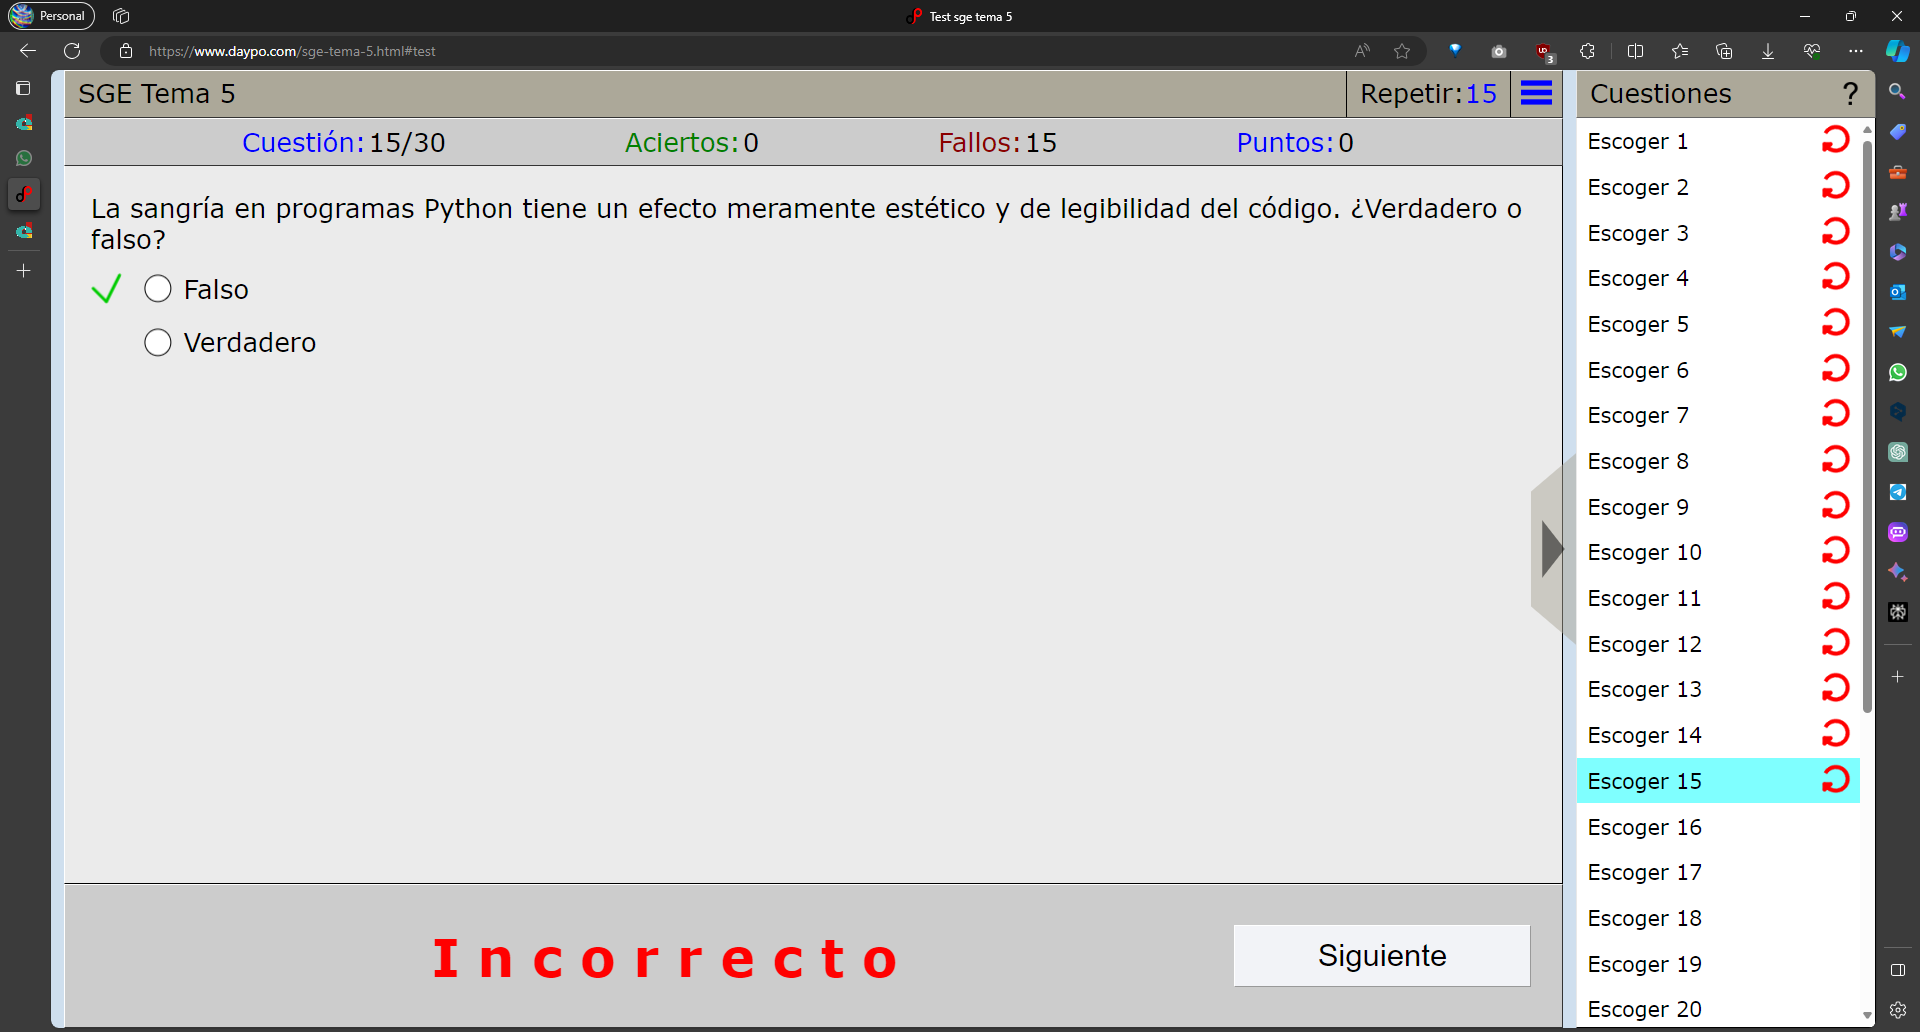 Personal
Test sge tema 5
https://www.daypo.com/sge-tema-5.html#test
3
SGE Tema 5
Repetir:15
Cuestión:15/30
Aciertos:0
Fallos:15
Puntos:0
La sangría en programas Python tiene un efecto meramente estético y de legibilidad del código. ¿Verdadero o
falso?
Falso
Verdadero
Incorrecto
Siguiente
Cuestiones
?
Escoger 1
Escoger 2
Escoger 3
Escoger 4
Escoger 5
Escoger 6
Escoger 7
Escoger 8
Escoger 9
Escoger 10
Escoger 11
Escoger 12
Escoger 13
Escoger 14
Escoger 15
Escoger 16
Escoger 17
Escoger 18
Escoger 19
Escoger 20